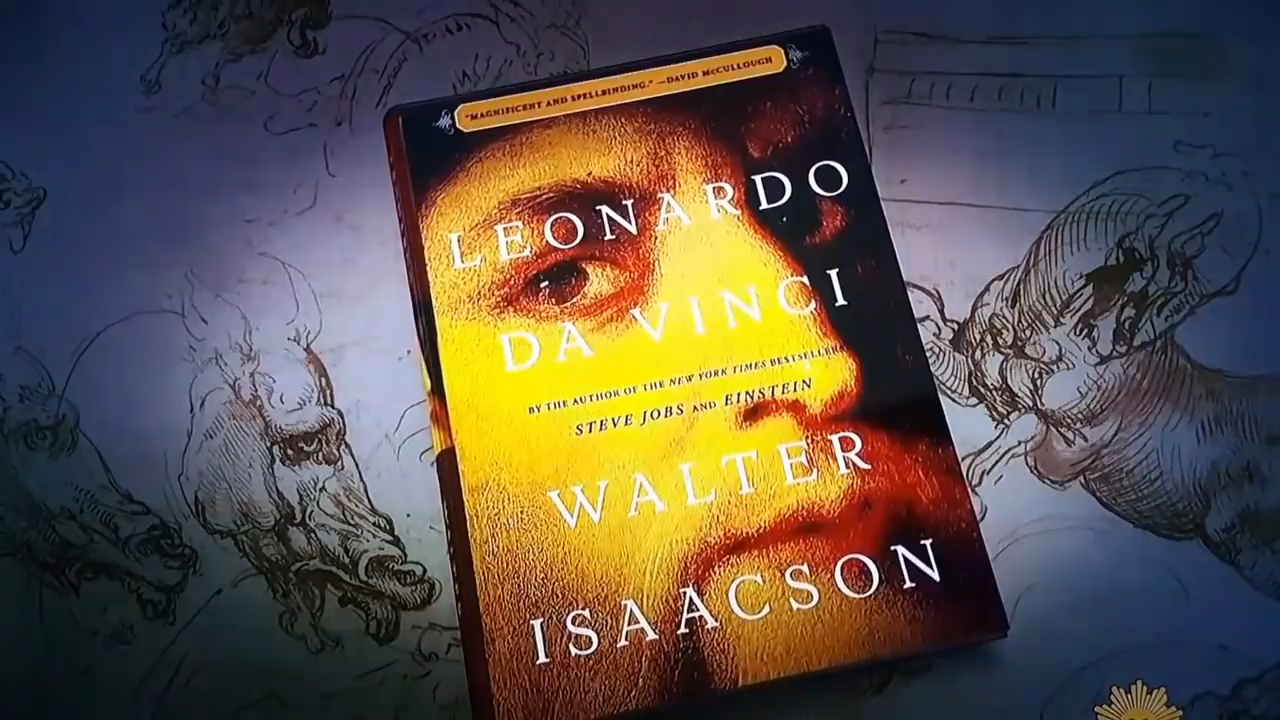 "MAGNIFICENT AND SPELLBINDING." —DAVID McCULLOUGH
LEONARDO
DA VINCI
BY THE AUTHOR OF THE NEW YORK TIMES BESTSELLERS
STEVE JOBS AND EINSTEIN
WALTER
ISAACSON